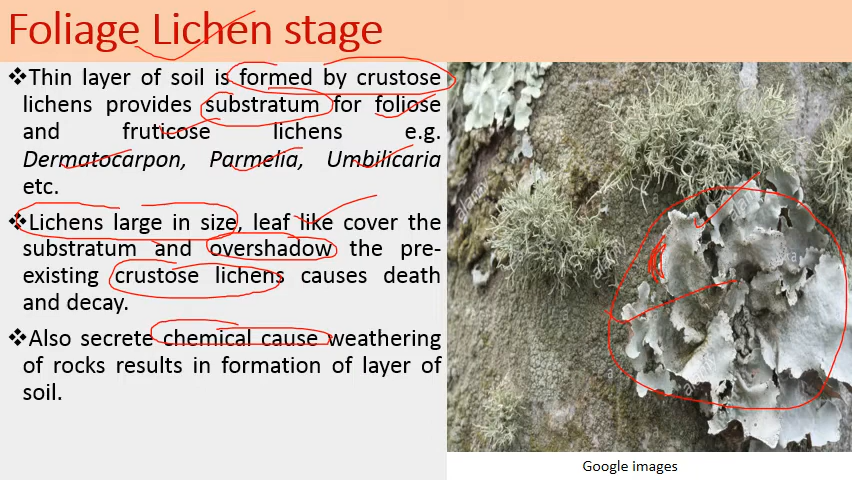 Foliage Lichen stage
❖Thin layer of soil is formed by crustose
lichens provides substratum for foliose
and fruticose lichens e.g.
Dermatocarpon, Parmelia, Umbilicaria
etc.
❖Lichens large in size, leaf like cover the
substratum and overshadow the pre-
existing crustose lichens causes death
and decay.
❖Also secrete chemical cause weathering
of rocks results in formation of layer of
soil.
Google images